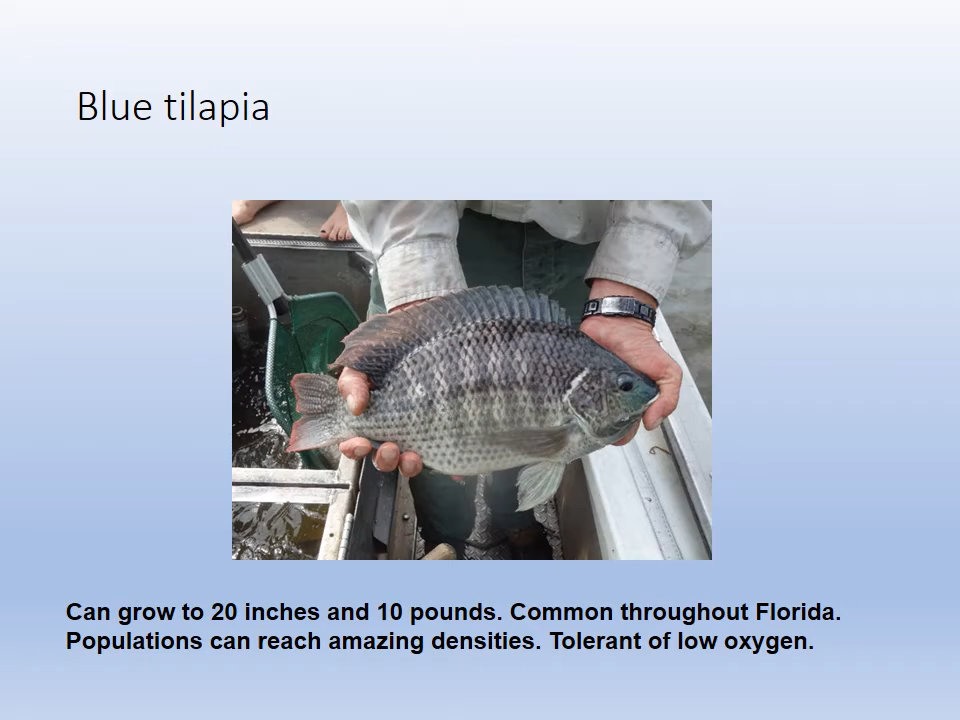 Blue tilapia
Can grow to 20 inches and 10 pounds. Common throughout Florida.
Populations can reach amazing densities. Tolerant of low oxygen.